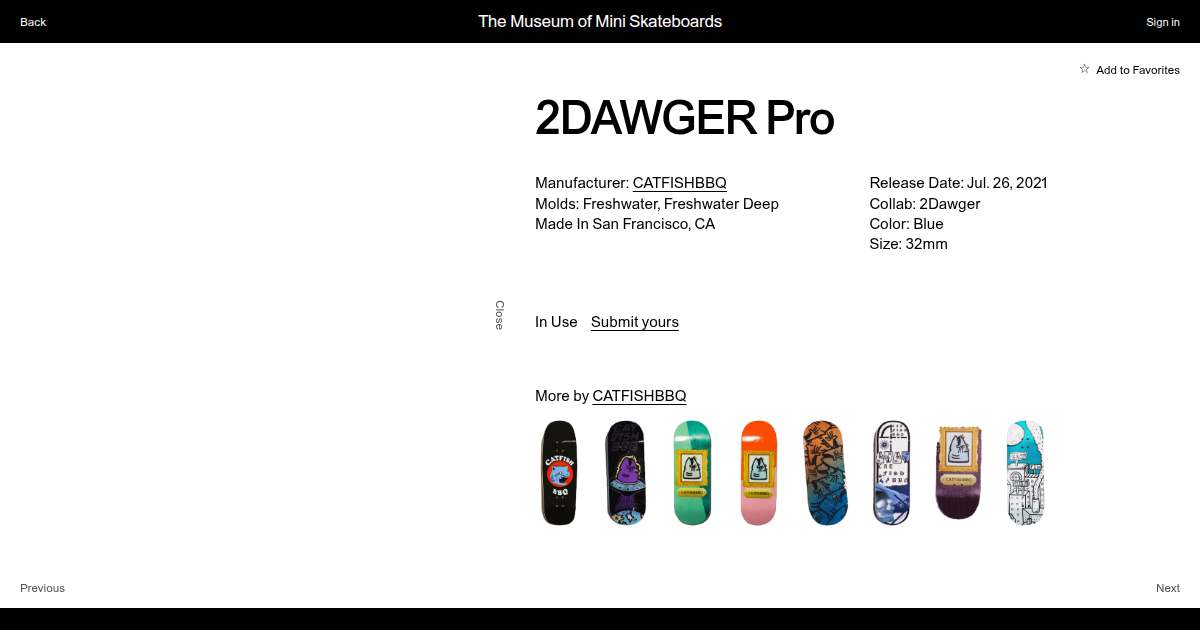 Back
The Museum of Mini Skateboards
Sign in
☆ Add to Favorites
2DAWGER Pro
Manufacturer: CATFISHBBQ
Molds: Freshwater, Freshwater Deep
Made In San Francisco, CA
Release Date: Jul. 26, 2021
Collab: 2Dawger
Color: Blue
Size: 32mm
Close
In Use Submit yours
More by CATFISHBBQ
CATFISH
BBQ
Previous
Next